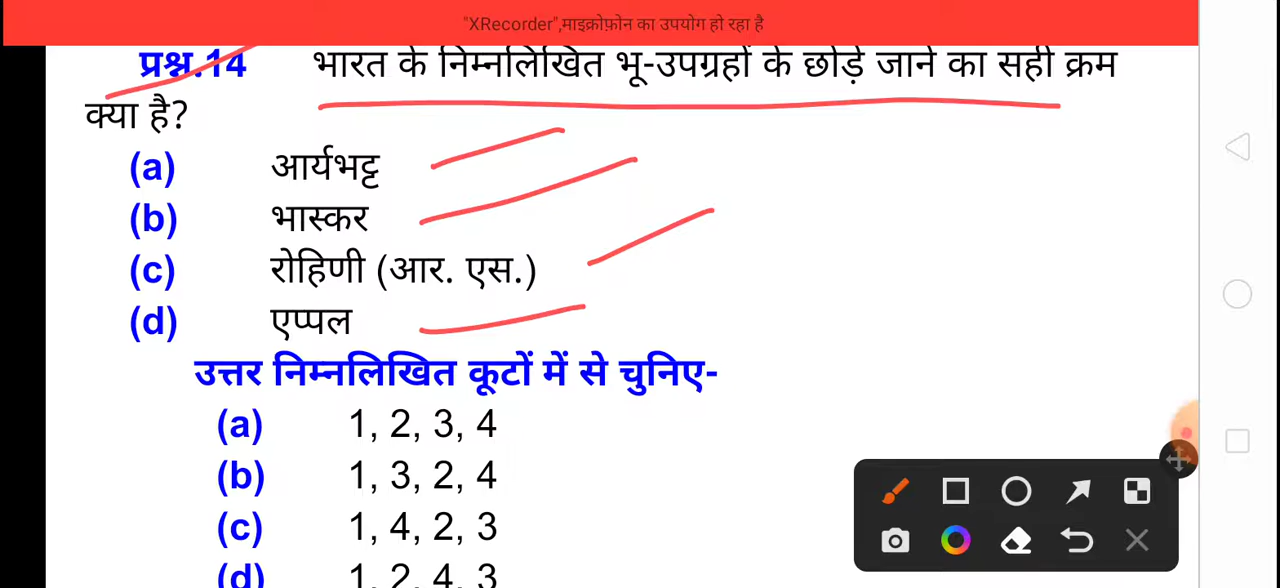 "XRecorder",माइक्रोफ़ोन का उपयोग हो रहा है
प्रश्न.14 भारत के निम्नलिखित भू-उपग्रहों के छोड़े जाने का सही क्रम
क्या है?
(a) आर्यभट्ट
(b) भास्कर
(c) रोहिणी (आर. एस.)
(d) एप्पल
उत्तर निम्नलिखित कूटों में से चुनिए-
(a) 1, 2, 3, 4
(b) 1, 3, 2, 4
(c) 1, 4, 2, 3
(d) 1, 2, 4, 3